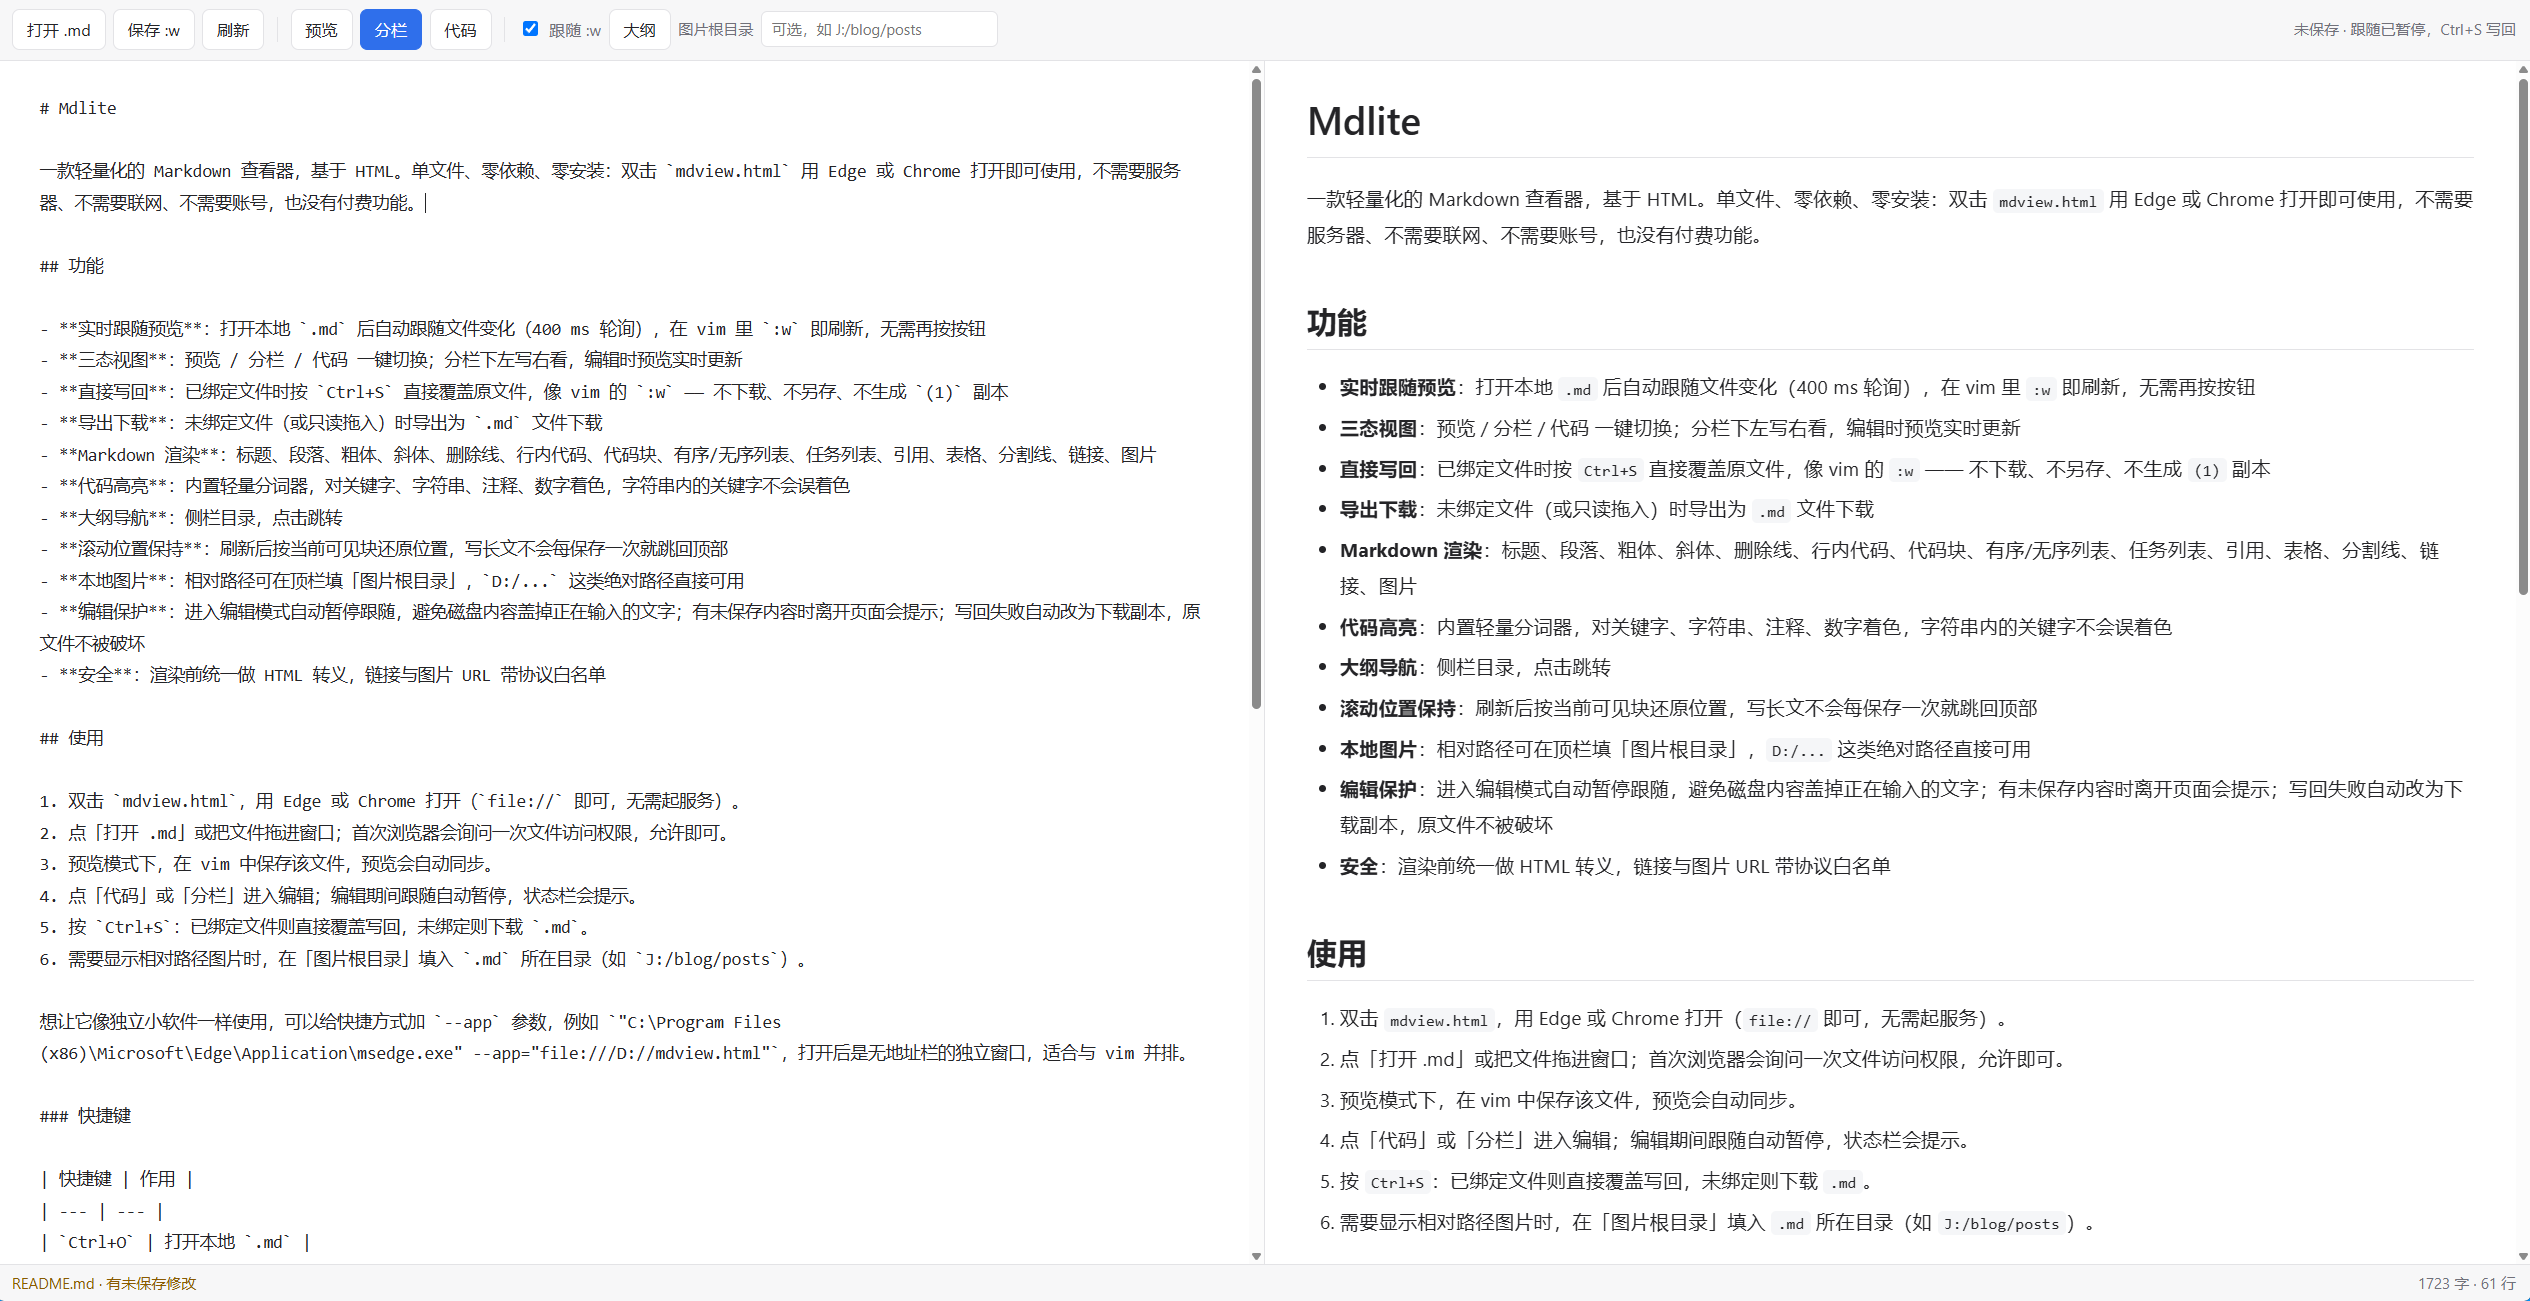 打开 .md 保存 :w 刷新 预览 分栏 代码 跟随 :w 大纲 图片根目录 可选，如 J:/blog/posts 未保存 · 跟随已暂停，Ctrl+S 写回
# Mdlite
一款轻量化的 Markdown 查看器，基于 HTML。单文件、零依赖、零安装：双击 `mdview.html` 用 Edge 或 Chrome 打开即可使用，不需要服务
器、不需要联网、不需要账号，也没有付费功能。
## 功能
- **实时跟随预览**：打开本地 `.md` 后自动跟随文件变化（400 ms 轮询），在 vim 里 `:w` 即刷新，无需再按按钮
- **三态视图**：预览 / 分栏 / 代码 一键切换；分栏下左写右看，编辑时预览实时更新
- **直接写回**：已绑定文件时按 `Ctrl+S` 直接覆盖原文件，像 vim 的 `:w` —— 不下载、不另存、不生成 `(1)` 副本
- **导出下载**：未绑定文件（或只读拖入）时导出为 `.md` 文件下载
- **Markdown 渲染**：标题、段落、粗体、斜体、删除线、行内代码、代码块、有序/无序列表、任务列表、引用、表格、分割线、链接、图片
- **代码高亮**：内置轻量分词器，对关键字、字符串、注释、数字着色，字符串内的关键字不会误着色
- **大纲导航**：侧栏目录，点击跳转
- **滚动位置保持**：刷新后按当前可见块还原位置，写长文不会每保存一次就跳回顶部
- **本地图片**：相对路径可在顶栏填「图片根目录」，`D:/...` 这类绝对路径直接可用
- **编辑保护**：进入编辑模式自动暂停跟随，避免磁盘内容盖掉正在输入的文字；有未保存内容时离开页面会提示；写回失败自动改为下载副本，原
文件不被破坏
- **安全**：渲染前统一做 HTML 转义，链接与图片 URL 带协议白名单
## 使用
1. 双击 `mdview.html`，用 Edge 或 Chrome 打开（`file://` 即可，无需起服务）。
2. 点「打开 .md」或把文件拖进窗口；首次浏览器会询问一次文件访问权限，允许即可。
3. 预览模式下，在 vim 中保存该文件，预览会自动同步。
4. 点「代码」或「分栏」进入编辑；编辑期间跟随自动暂停，状态栏会提示。
5. 按 `Ctrl+S`：已绑定文件则直接覆盖写回，未绑定则下载 `.md`。
6. 需要显示相对路径图片时，在「图片根目录」填入 `.md` 所在目录（如 `J:/blog/posts`）。
想让它像独立小软件一样使用，可以给快捷方式加 `--app` 参数，例如 `"C:\Program Files
(x86)\Microsoft\Edge\Application\msedge.exe" --app="file:///D://mdview.html"`，打开后是无地址栏的独立窗口，适合与 vim 并排。
### 快捷键
| 快捷键 | 作用 |
| --- | --- |
| `Ctrl+O` | 打开本地 `.md` |
Mdlite
一款轻量化的 Markdown 查看器，基于 HTML。单文件、零依赖、零安装：双击 mdview.html 用 Edge 或 Chrome 打开即可使用，不需要
服务器、不需要联网、不需要账号，也没有付费功能。
功能
• 实时跟随预览：打开本地 .md 后自动跟随文件变化（400 ms 轮询），在 vim 里 :w 即刷新，无需再按按钮
• 三态视图：预览 / 分栏 / 代码 一键切换；分栏下左写右看，编辑时预览实时更新
• 直接写回：已绑定文件时按 Ctrl+S 直接覆盖原文件，像 vim 的 :w —— 不下载、不另存、不生成 (1) 副本
• 导出下载：未绑定文件（或只读拖入）时导出为 .md 文件下载
• Markdown 渲染：标题、段落、粗体、斜体、删除线、行内代码、代码块、有序/无序列表、任务列表、引用、表格、分割线、链
接、图片
• 代码高亮：内置轻量分词器，对关键字、字符串、注释、数字着色，字符串内的关键字不会误着色
• 大纲导航：侧栏目录，点击跳转
• 滚动位置保持：刷新后按当前可见块还原位置，写长文不会每保存一次就跳回顶部
• 本地图片：相对路径可在顶栏填「图片根目录」，D:/... 这类绝对路径直接可用
• 编辑保护：进入编辑模式自动暂停跟随，避免磁盘内容盖掉正在输入的文字；有未保存内容时离开页面会提示；写回失败自动改为下
载副本，原文件不被破坏
• 安全：渲染前统一做 HTML 转义，链接与图片 URL 带协议白名单
使用
1. 双击 mdview.html，用 Edge 或 Chrome 打开（file:// 即可，无需起服务）。
2. 点「打开 .md」或把文件拖进窗口；首次浏览器会询问一次文件访问权限，允许即可。
3. 预览模式下，在 vim 中保存该文件，预览会自动同步。
4. 点「代码」或「分栏」进入编辑；编辑期间跟随自动暂停，状态栏会提示。
5. 按 Ctrl+S：已绑定文件则直接覆盖写回，未绑定则下载 .md。
6. 需要显示相对路径图片时，在「图片根目录」填入 .md 所在目录（如 J:/blog/posts）。
README.md · 有未保存修改 1723 字 · 61 行